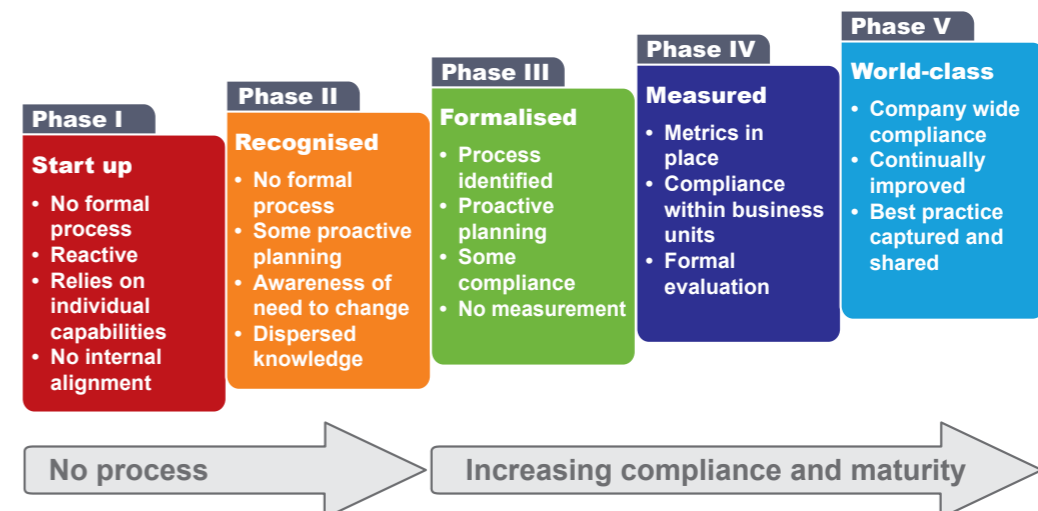 Phase I
Start up
• No formal
process
• Reactive
• Relies on
individual
capabilities
• No internal
alignment
Phase II
Recognised
• No formal
process
• Some proactive
planning
• Awareness of
need to change
• Dispersed
knowledge
Phase III
Formalised
• Process
identified
• Proactive
planning
• Some
compliance
• No measurement
Phase IV
Measured
• Metrics in
place
• Compliance
within business
units
• Formal
evaluation
Phase V
World-class
• Company wide
compliance
• Continually
improved
• Best practice
captured and
shared
No process
Increasing compliance and maturity